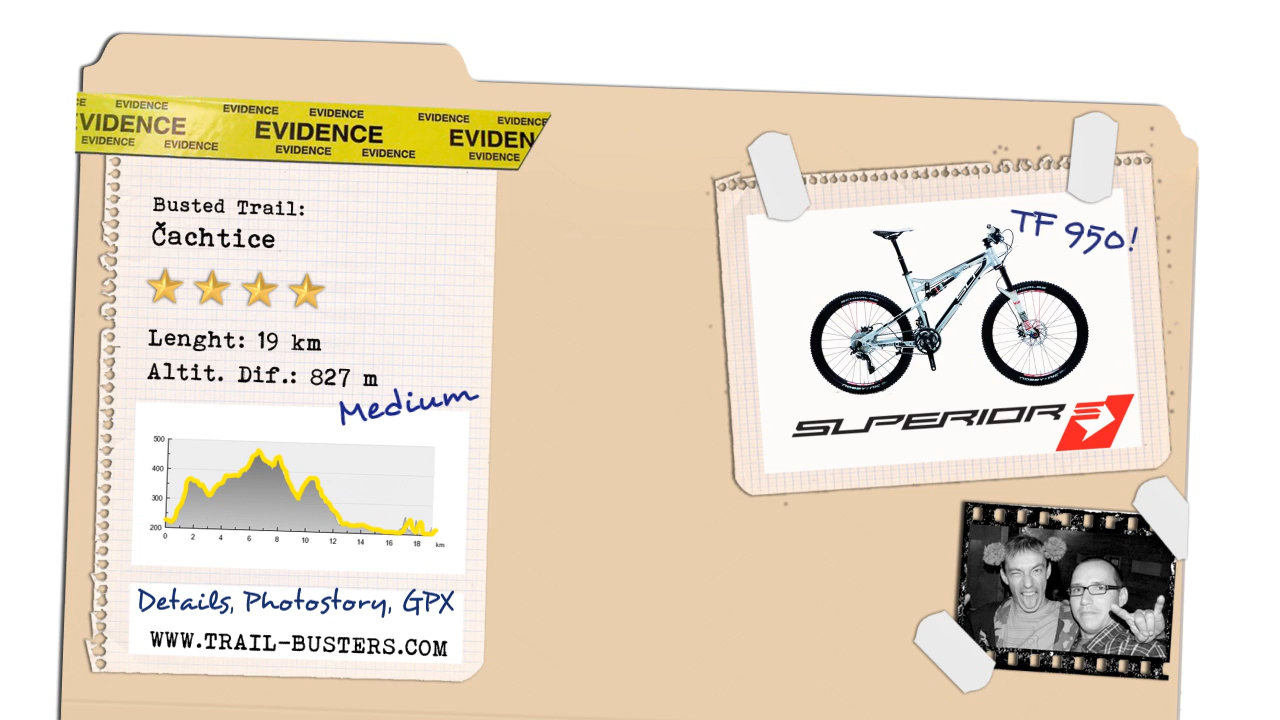 EVIDENCE EVIDENCE EVIDENCE EVIDENCE EVIDENCE
VIDENCE EVIDENCE EVIDEN
EVIDENCE EVIDENCE EVIDENCE EVIDENCE EVIDENCE
Busted Trail:
Čachtice
Lenght: 19 km
Altit. Dif.: 827 m
Medium
500
400
300
200
0 2 4 6 8 10 12 14 16 18 km
Details, Photostory, GPX
WWW.TRAIL-BUSTERS.COM
TF 950!
SUPERIOR